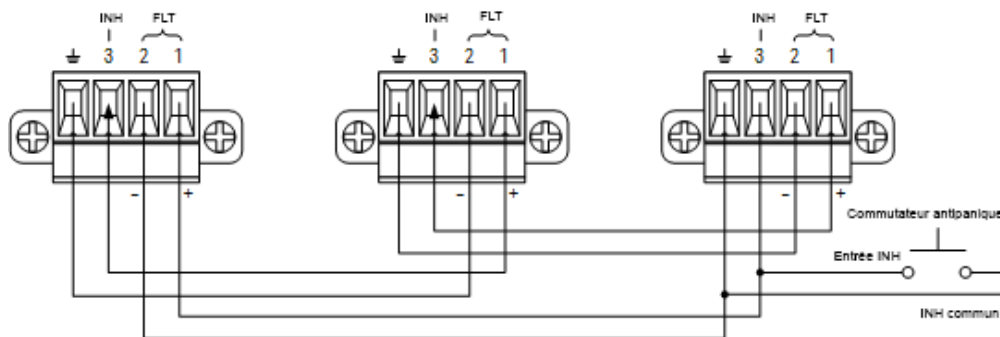 INH FLT INH FLT INH FLT
⏚ 3 2 1 ⏚ 3 2 1 ⏚ 3 2 1
- + - + - +
Commutateur antipanique
Entrée INH
INH commun